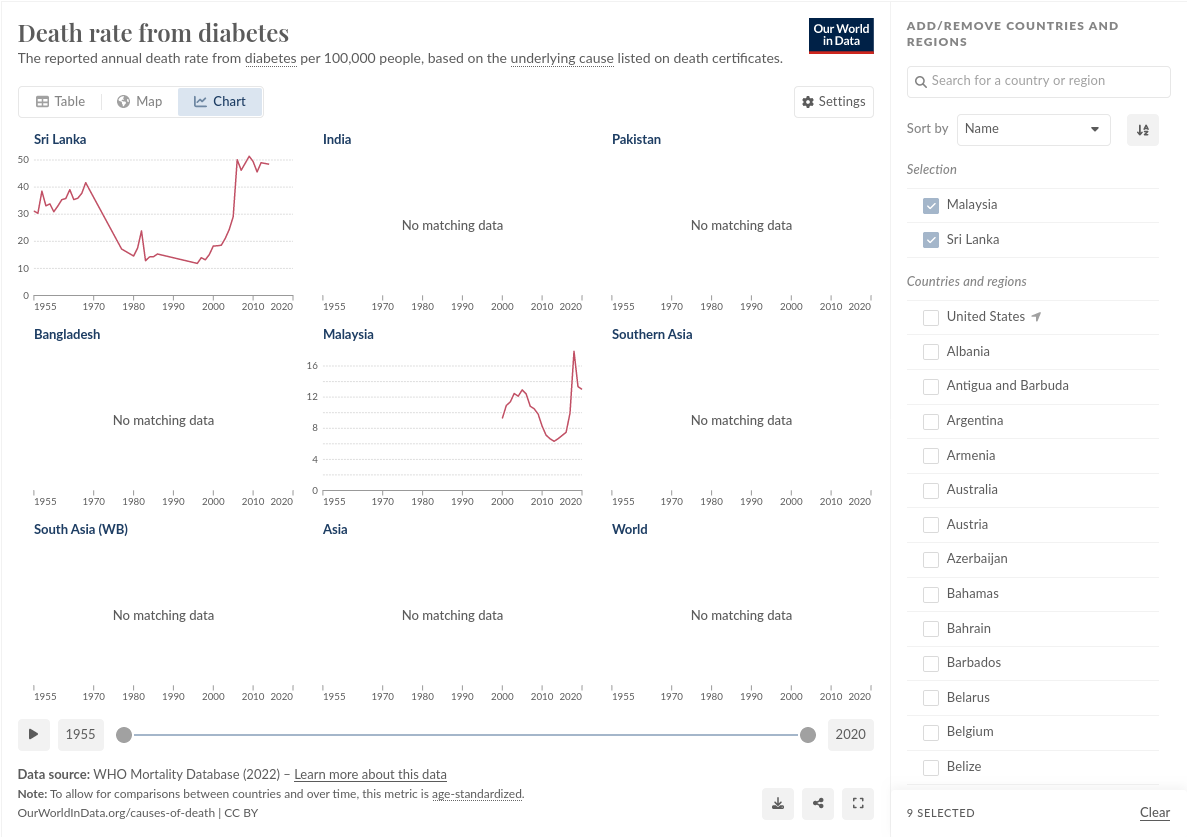 Death rate from diabetes
The reported annual death rate from diabetes per 100,000 people, based on the underlying cause listed on death certificates.
Our World
in Data
Table Map Chart
Settings
Sri Lanka
50
40
30
20
10
0
1955 1970 1980 1990 2000 2010 2020
India
No matching data
1955 1970 1980 1990 2000 2010 2020
Pakistan
No matching data
1955 1970 1980 1990 2000 2010 2020
Bangladesh
No matching data
1955 1970 1980 1990 2000 2010 2020
Malaysia
16
12
8
4
0
1955 1970 1980 1990 2000 2010 2020
Southern Asia
No matching data
1955 1970 1980 1990 2000 2010 2020
South Asia (WB)
No matching data
1955 1970 1980 1990 2000 2010 2020
Asia
No matching data
1955 1970 1980 1990 2000 2010 2020
World
No matching data
1955 1970 1980 1990 2000 2010 2020
1955
2020
Data source: WHO Mortality Database (2022) – Learn more about this data
Note: To allow for comparisons between countries and over time, this metric is age-standardized.
OurWorldInData.org/causes-of-death | CC BY
ADD/REMOVE COUNTRIES AND
REGIONS
Search for a country or region
Sort by Name
Selection
Malaysia
Sri Lanka
Countries and regions
United States
Albania
Antigua and Barbuda
Argentina
Armenia
Australia
Austria
Azerbaijan
Bahamas
Bahrain
Barbados
Belarus
Belgium
Belize
9 SELECTED
Clear